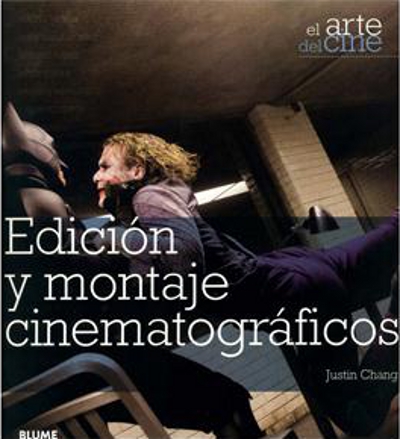 el arte
del cine
Edición
y montaje
cinematográficos
Justin Chang
BLUME